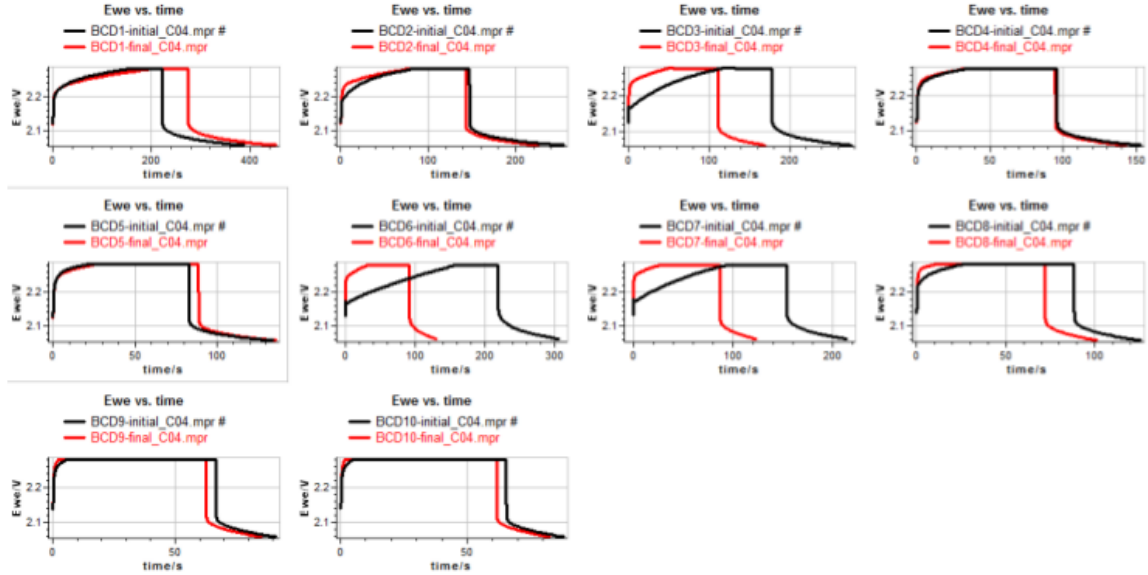 Ewe vs. time
BCD1-initial_C04.mpr #
BCD1-final_C04.mpr
Ewe/V
2.2
2.1
0
200
400
time/s
Ewe vs. time
BCD2-initial_C04.mpr #
BCD2-final_C04.mpr
Ewe/V
2.2
2.1
0
100
200
time/s
Ewe vs. time
BCD3-initial_C04.mpr #
BCD3-final_C04.mpr
Ewe/V
2.2
2.1
0
100
200
time/s
Ewe vs. time
BCD4-initial_C04.mpr #
BCD4-final_C04.mpr
Ewe/V
2.2
2.1
0
50
100
150
time/s
Ewe vs. time
BCD5-initial_C04.mpr #
BCD5-final_C04.mpr
Ewe/V
2.2
2.1
0
50
100
time/s
Ewe vs. time
BCD6-initial_C04.mpr #
BCD6-final_C04.mpr
Ewe/V
2.2
2.1
0
100
200
300
time/s
Ewe vs. time
BCD7-initial_C04.mpr #
BCD7-final_C04.mpr
Ewe/V
2.2
2.1
0
100
200
time/s
Ewe vs. time
BCD8-initial_C04.mpr #
BCD8-final_C04.mpr
Ewe/V
2.2
2.1
0
50
100
time/s
Ewe vs. time
BCD9-initial_C04.mpr #
BCD9-final_C04.mpr
Ewe/V
2.2
2.1
0
50
time/s
Ewe vs. time
BCD10-initial_C04.mpr #
BCD10-final_C04.mpr
Ewe/V
2.2
2.1
0
50
time/s